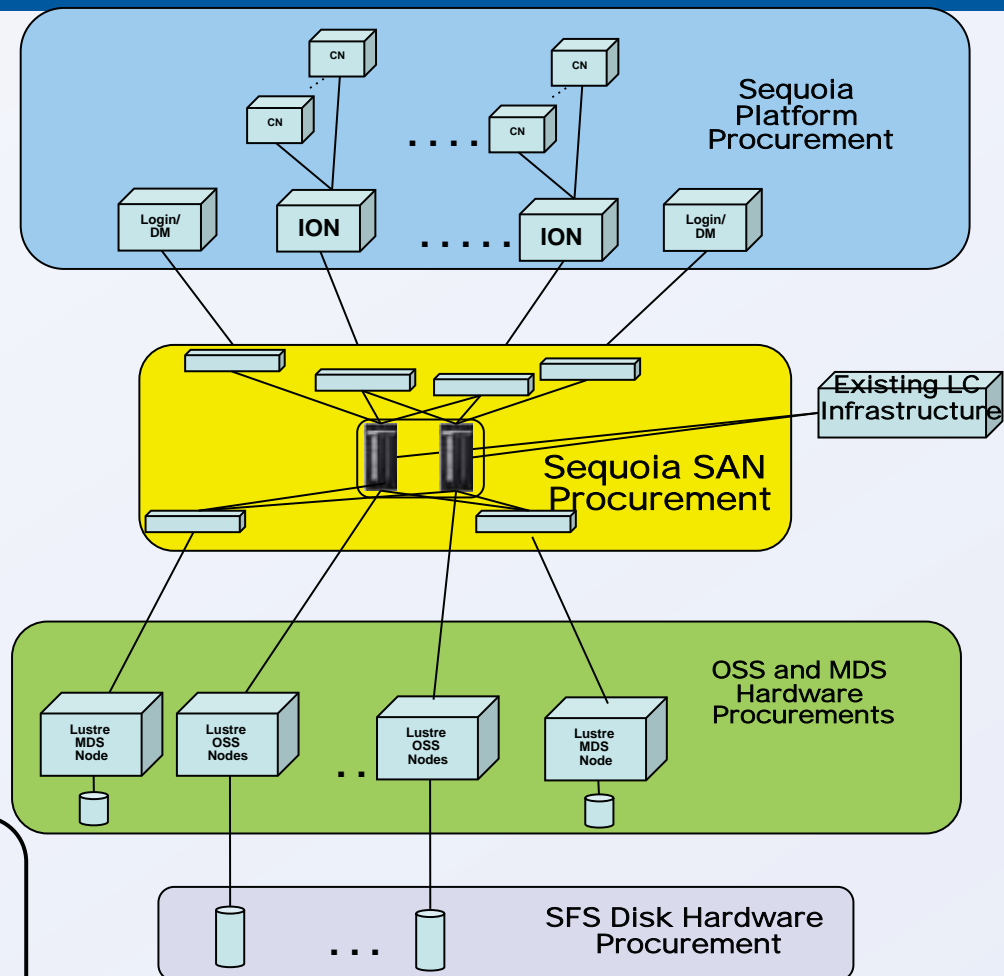 CN
CN
CN
CN
. . . .
Sequoia
Platform
Procurement
Login/
DM
ION
. . . . .
ION
Login/
DM
Existing LC
Infrastructure
Sequoia SAN
Procurement
OSS and MDS
Hardware
Procurements
Lustre
MDS
Node
Lustre
OSS
Nodes
. .
Lustre
OSS
Nodes
Lustre
MDS
Node
SFS Disk Hardware
Procurement
. . .